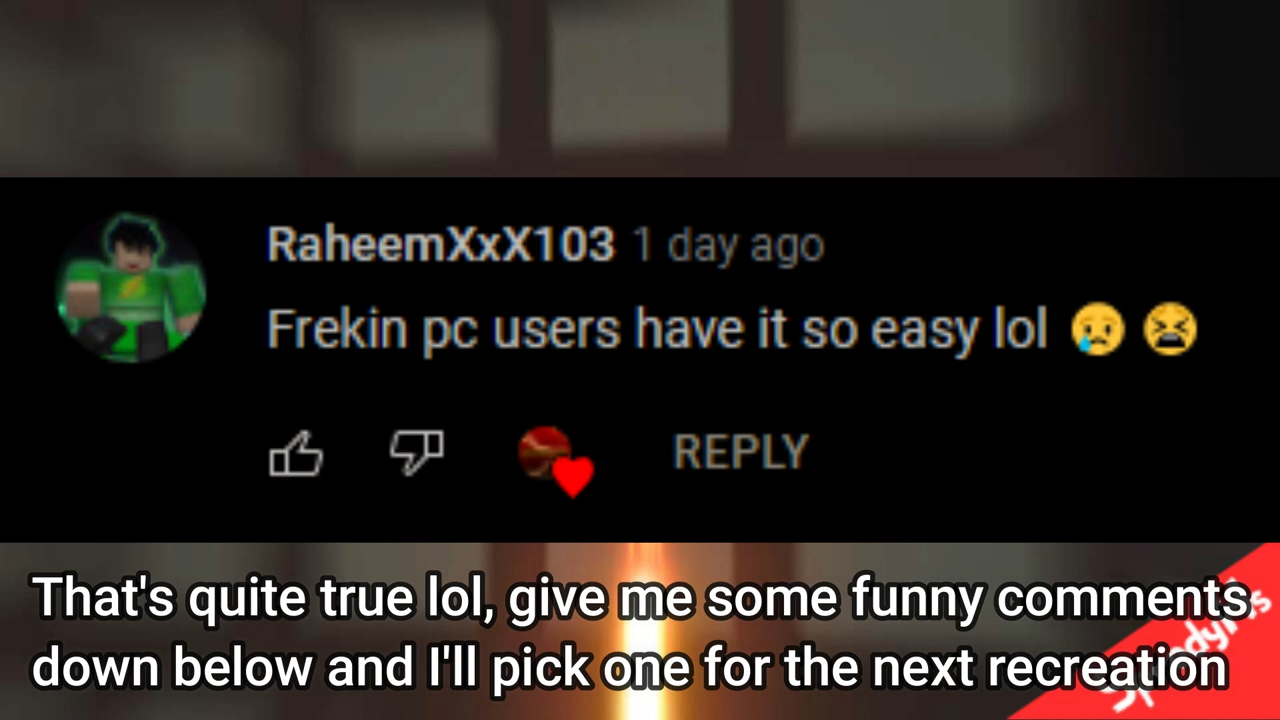 RaheemXxX103 1 day ago
Frekin pc users have it so easy lol 😢 😫
REPLY
That's quite true lol, give me some funny comments
down below and I'll pick one for the next recreation